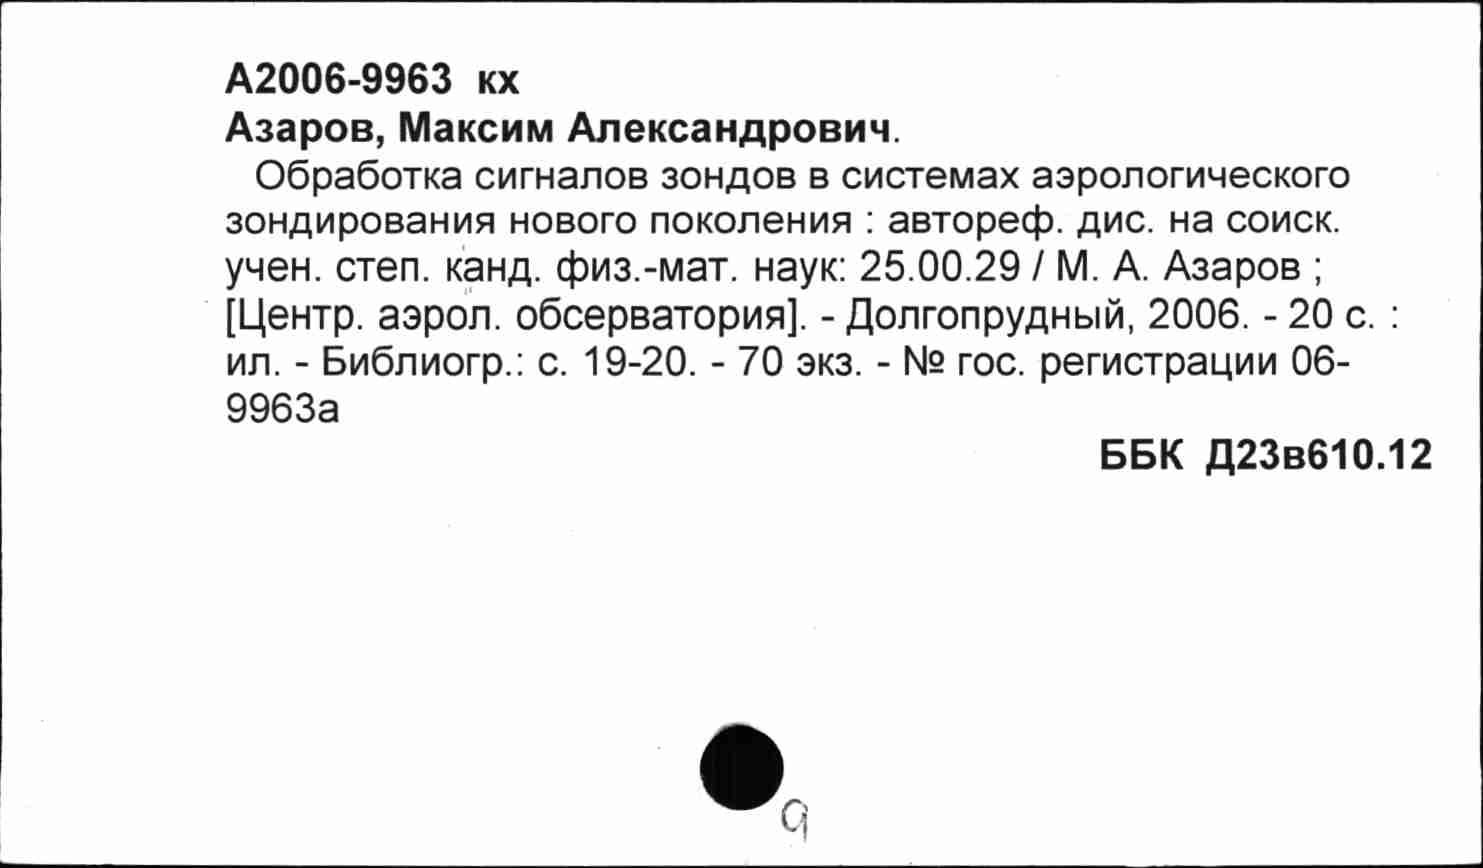 А2006-9963 кх
Азаров, Максим Александрович.
Обработка сигналов зондов в системах аэрологического
зондирования нового поколения : автореф. дис. на соиск.
учен. степ. канд. физ.-мат. наук: 25.00.29 / М. А. Азаров ;
[Центр. аэрол. обсерватория]. - Долгопрудный, 2006. - 20 с. :
ил. - Библиогр.: с. 19-20. - 70 экз. - № гос. регистрации 06-
9963а
ББК Д23в610.12
9